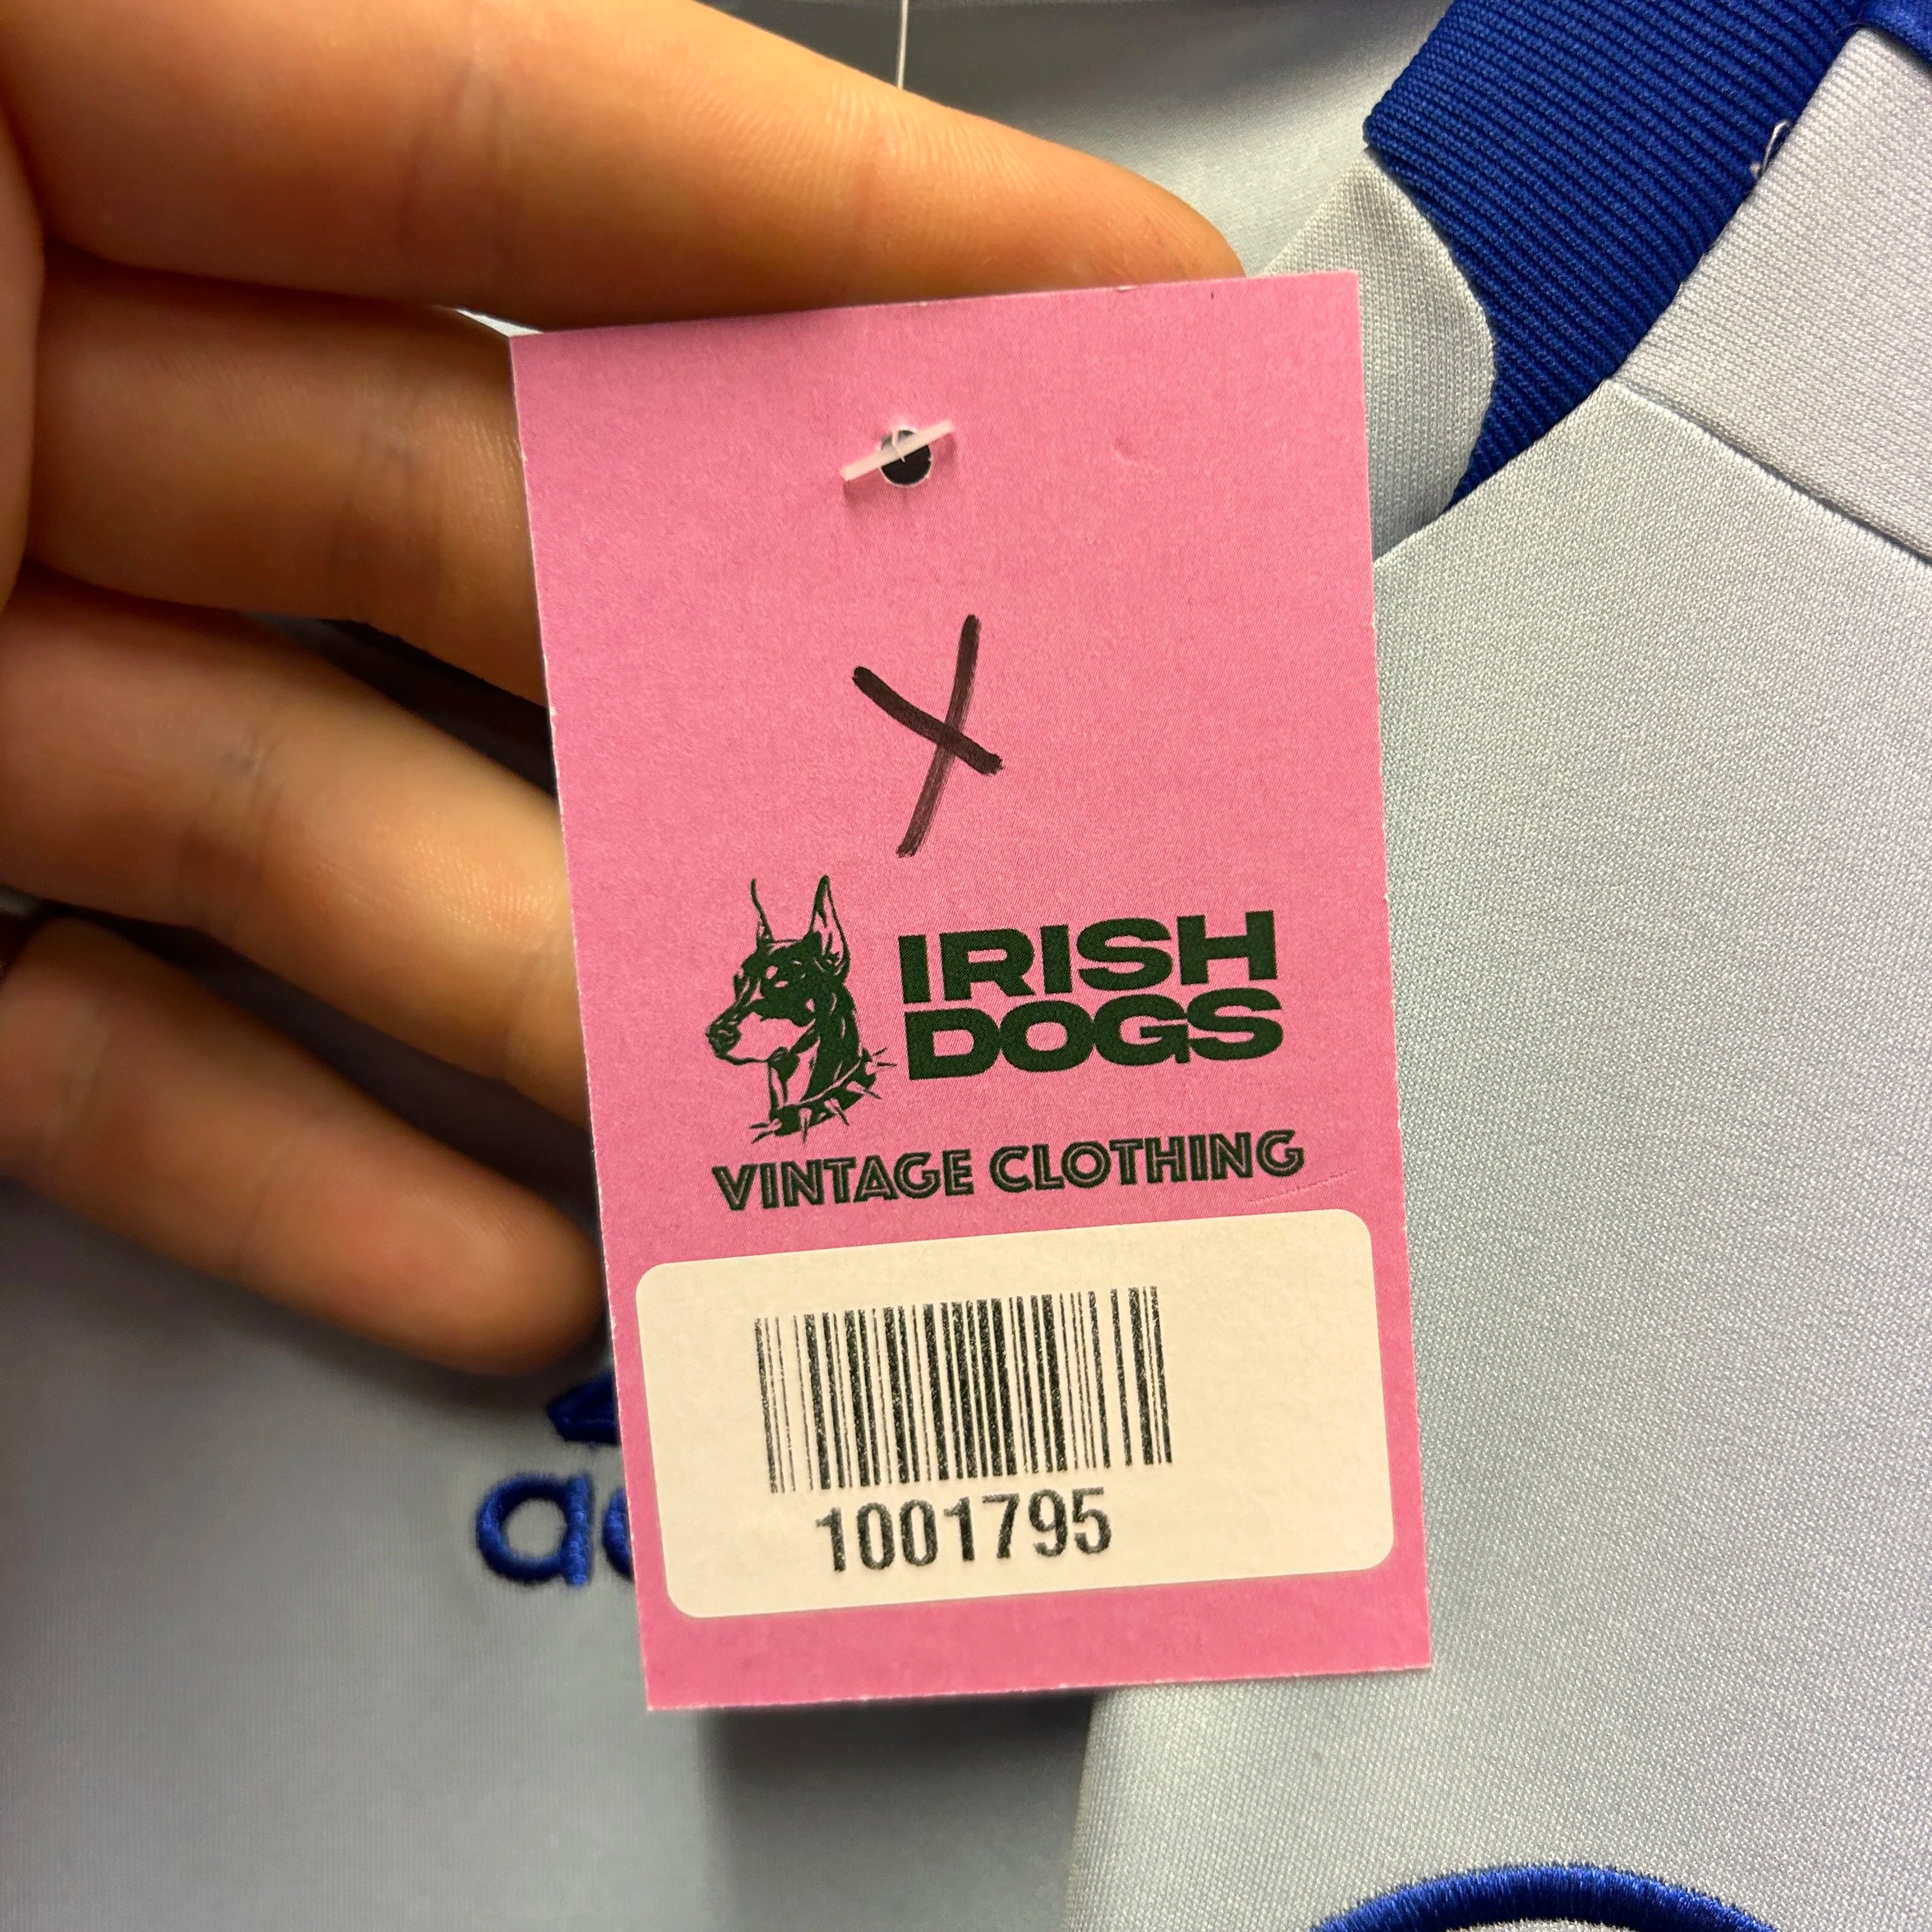 X
IRISH
DOGS
VINTAGE CLOTHING
1001795